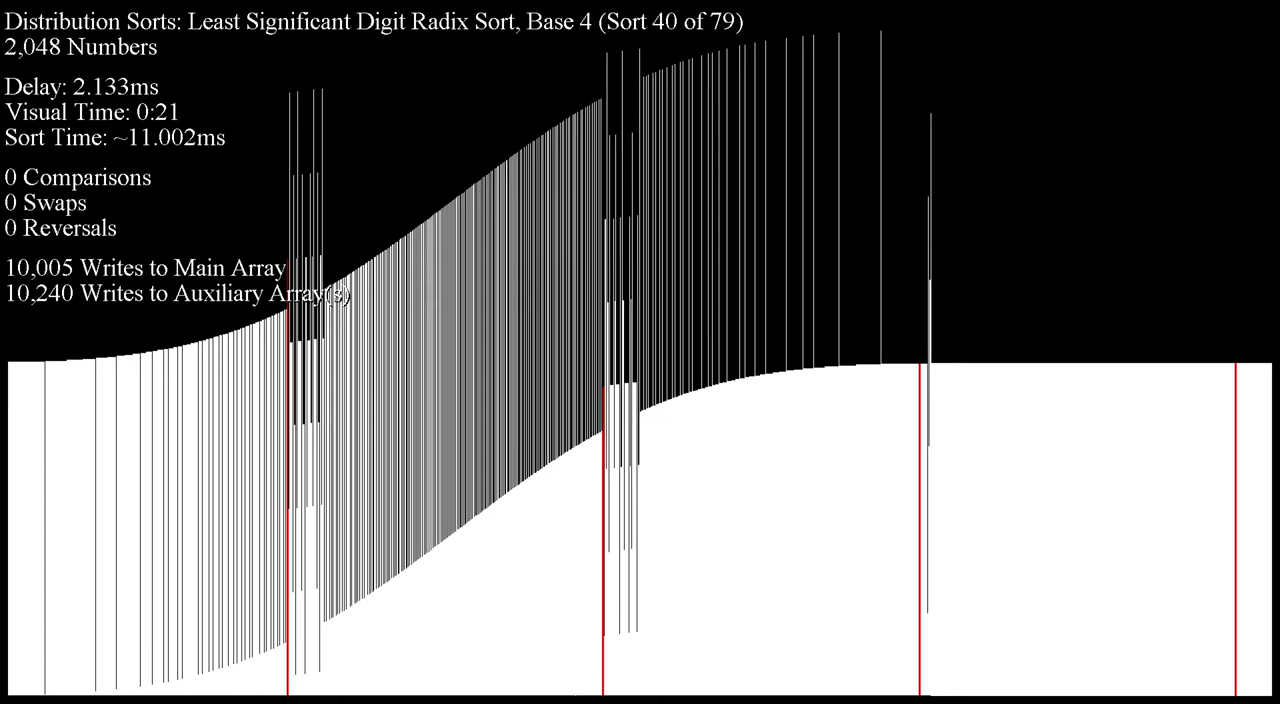 Distribution Sorts: Least Significant Digit Radix Sort, Base 4 (Sort 40 of 79)
2,048 Numbers
Delay: 2.133ms
Visual Time: 0:21
Sort Time: ~11.002ms
0 Comparisons
0 Swaps
0 Reversals
10,005 Writes to Main Array
10,240 Writes to Auxiliary Array(s)